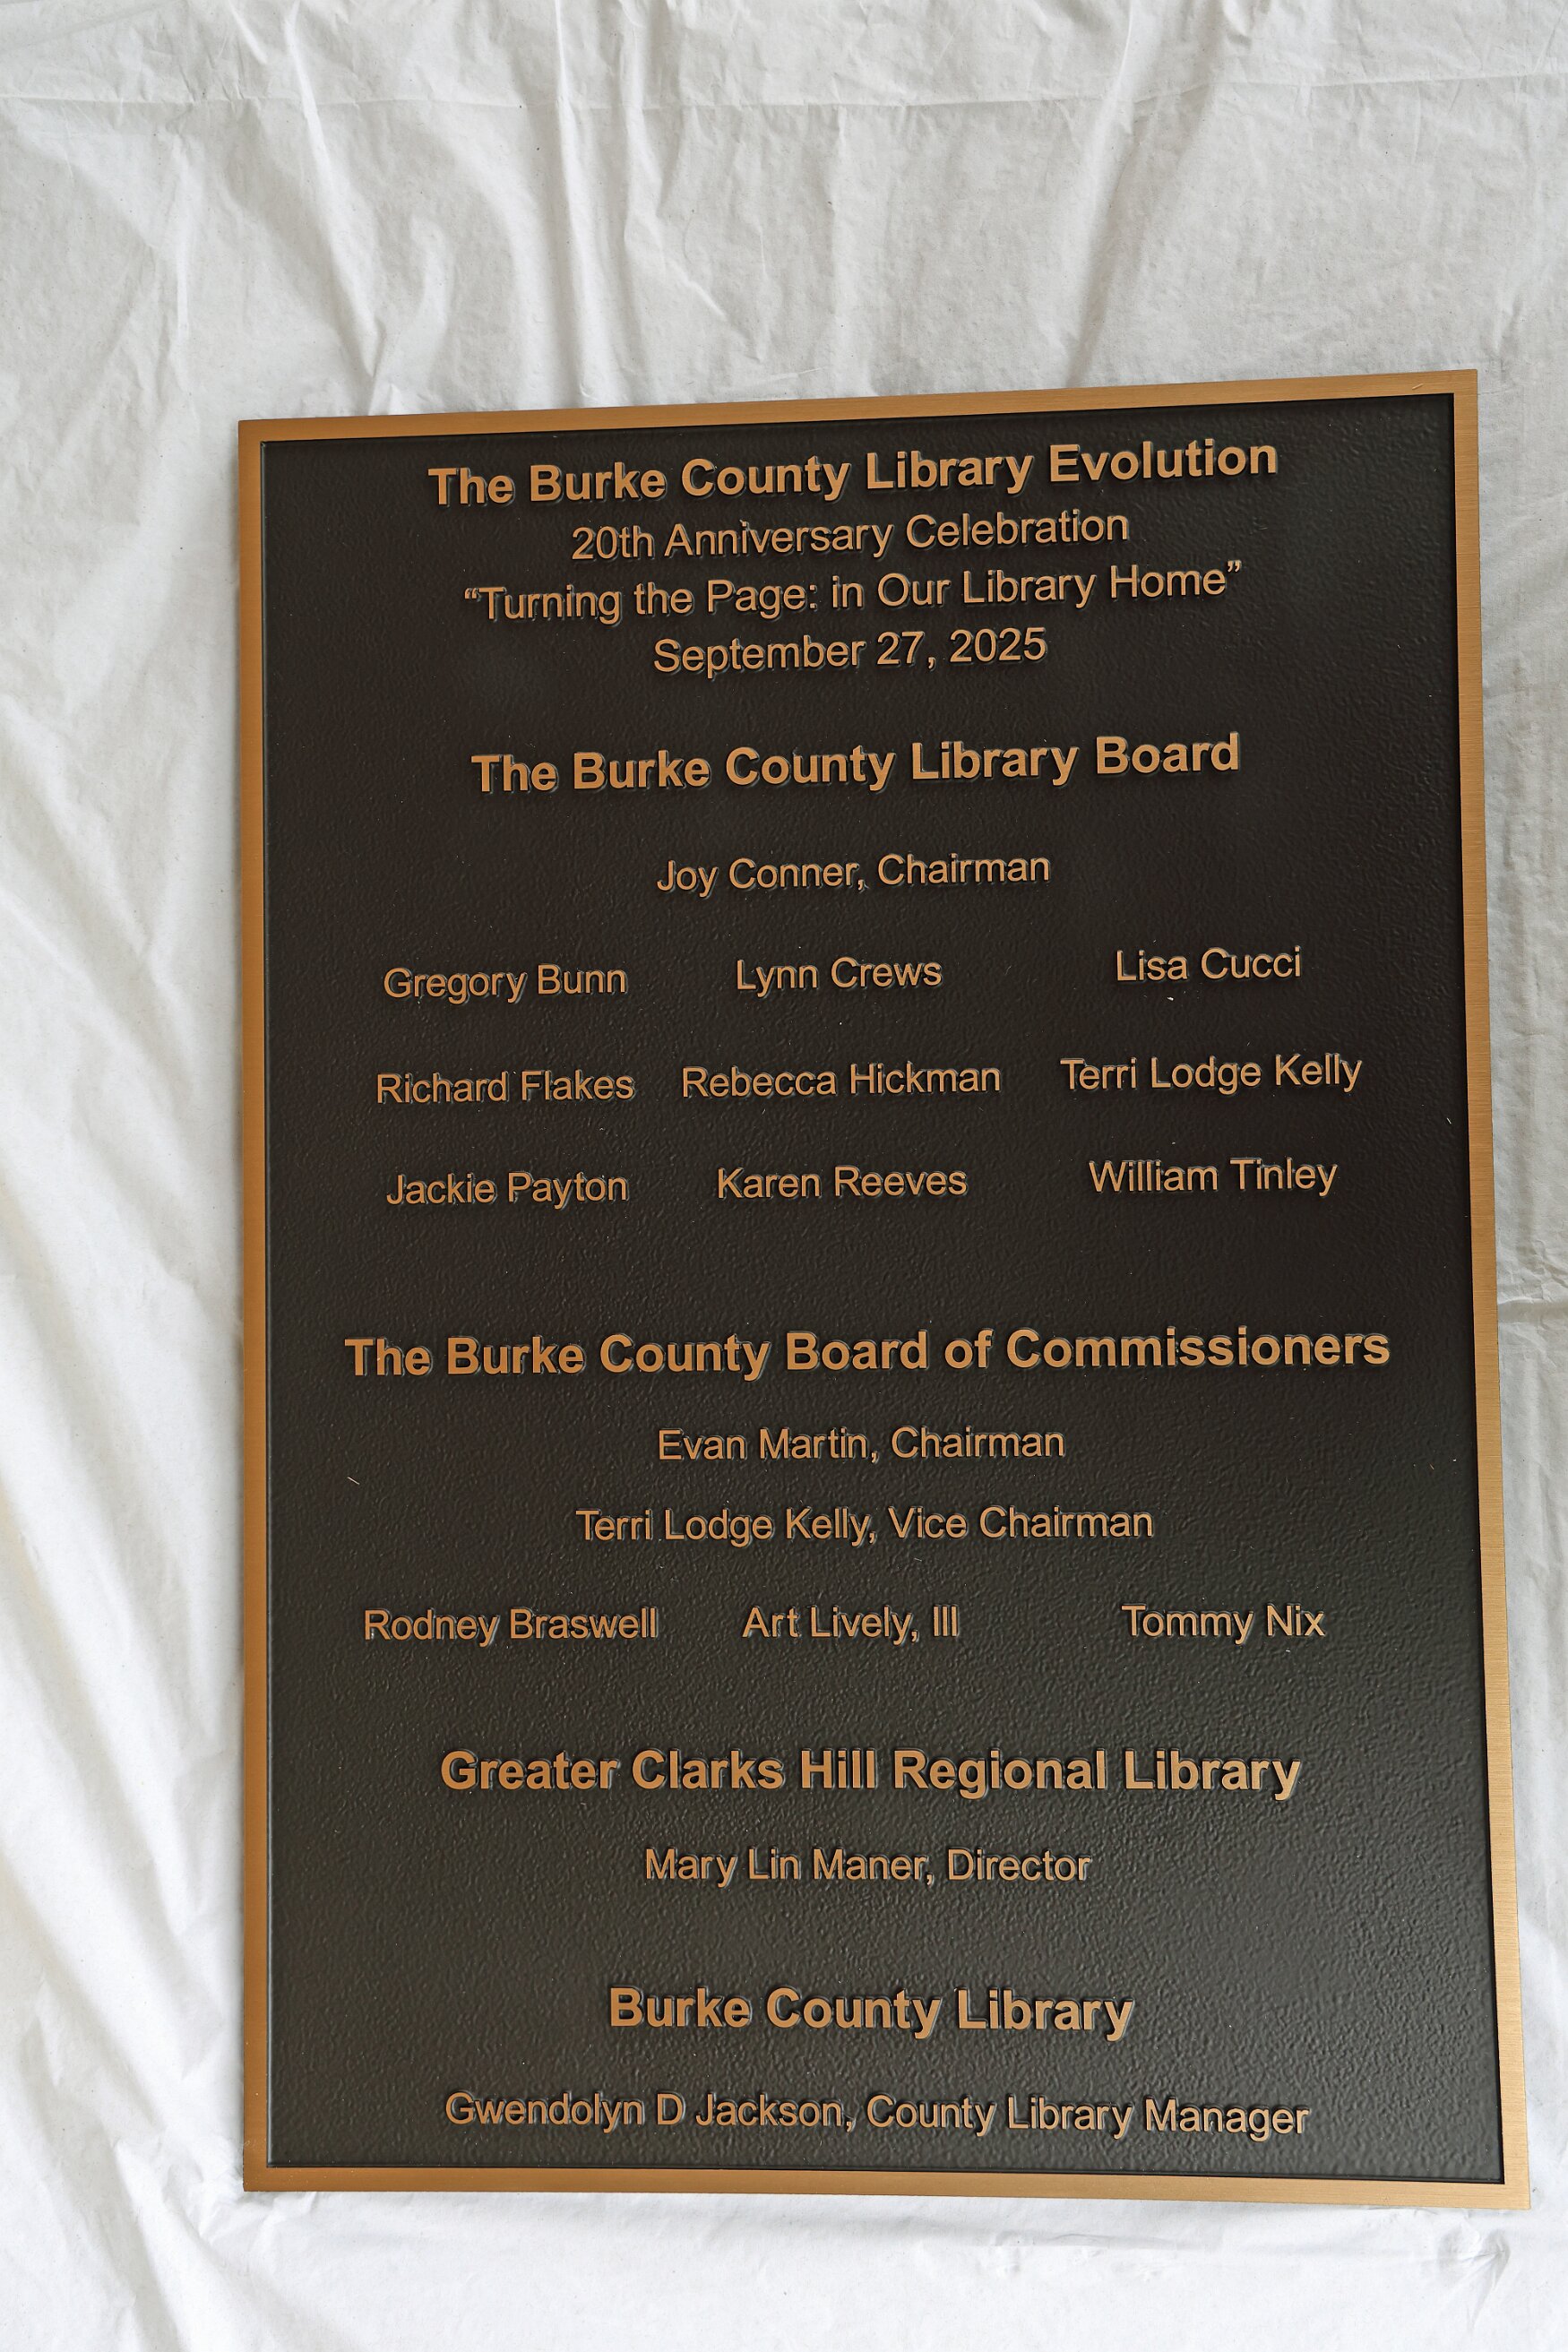 The Burke County Library Evolution
20th Anniversary Celebration
“Turning the Page: in Our Library Home”
September 27, 2025
The Burke County Library Board
Joy Conner, Chairman
Gregory Bunn Lynn Crews Lisa Cucci
Richard Flakes Rebecca Hickman Terri Lodge Kelly
Jackie Payton Karen Reeves William Tinley
The Burke County Board of Commissioners
Evan Martin, Chairman
Terri Lodge Kelly, Vice Chairman
Rodney Braswell Art Lively, III Tommy Nix
Greater Clarks Hill Regional Library
Mary Lin Maner, Director
Burke County Library
Gwendolyn D Jackson, County Library Manager